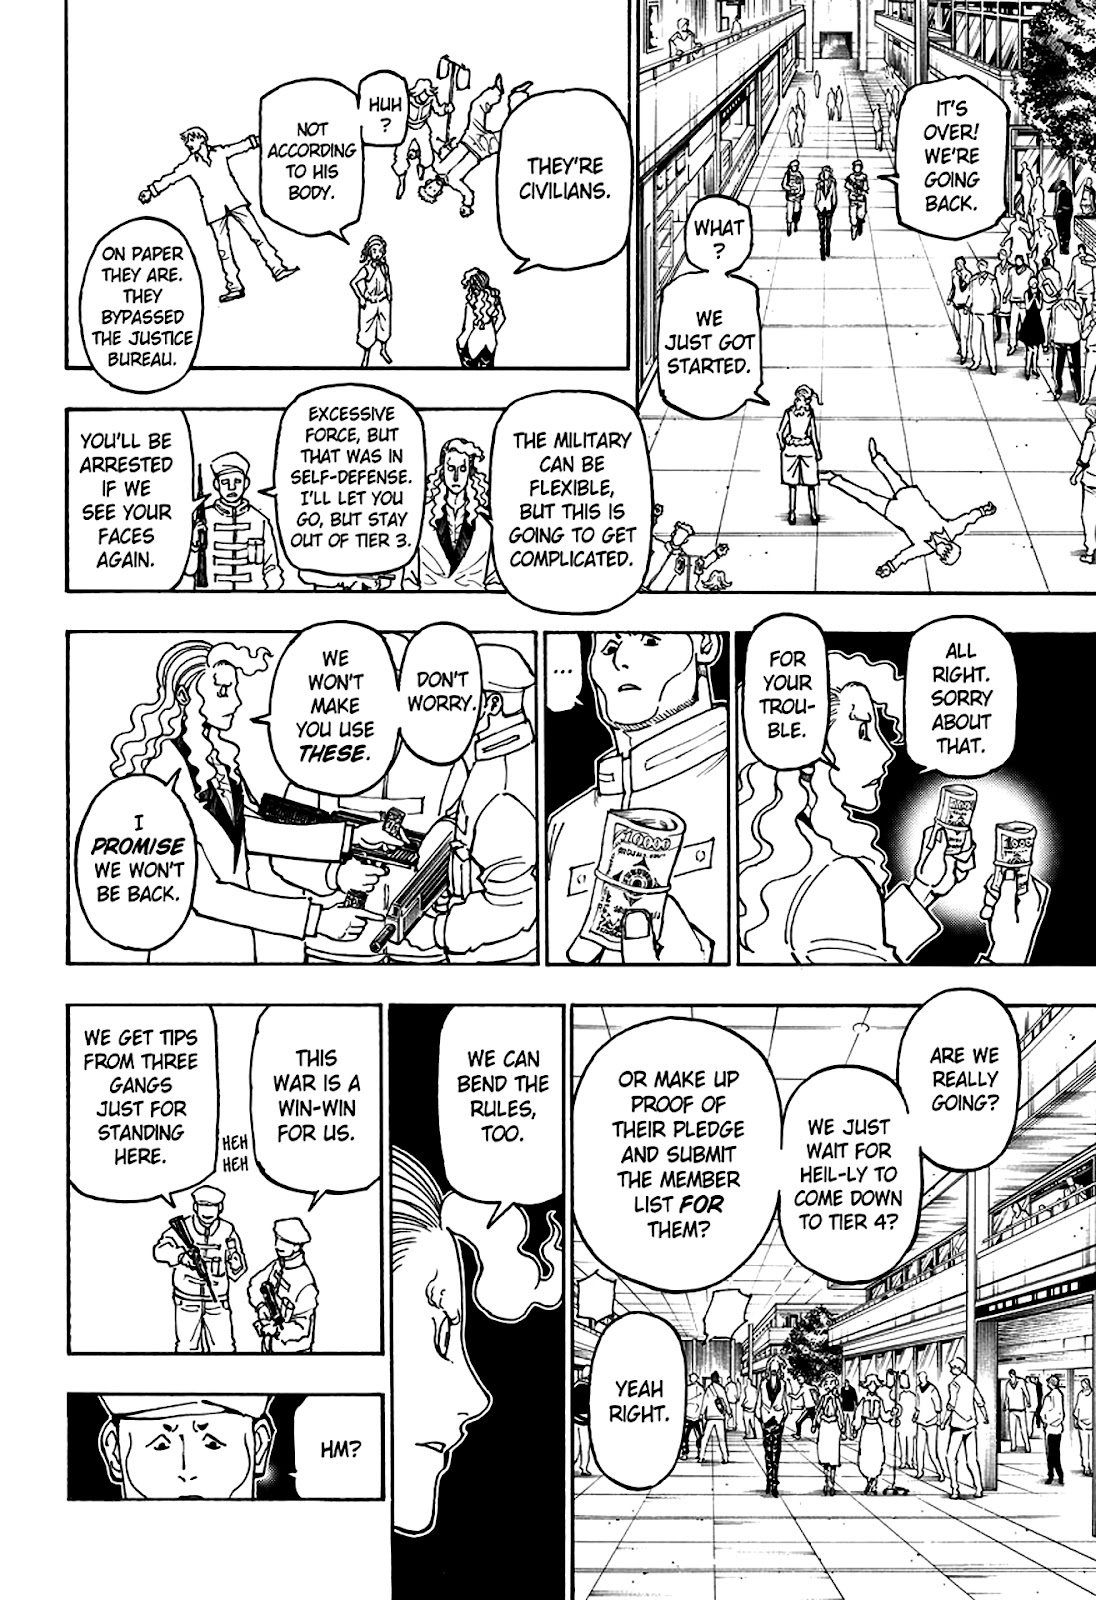 IT'S
OVER!
WE'RE
GOING
BACK.
WHAT
?
WE
JUST GOT
STARTED.
THEY'RE
CIVILIANS.
HUH
?
NOT
ACCORDING
TO HIS
BODY.
ON PAPER
THEY ARE.
THEY
BYPASSED
THE JUSTICE
BUREAU.
THE MILITARY
CAN BE
FLEXIBLE,
BUT THIS IS
GOING TO GET
COMPLICATED.
EXCESSIVE
FORCE, BUT
THAT WAS IN
SELF-DEFENSE.
I'LL LET YOU
GO, BUT STAY
OUT OF TIER 3.
YOU'LL BE
ARRESTED
IF WE
SEE YOUR
FACES
AGAIN.
ALL
RIGHT.
SORRY
ABOUT
THAT.
FOR
YOUR
TROU-
BLE.
10000
...
10000
DON'T
WORRY.
WE
WON'T
MAKE
YOU USE
THESE.
I
PROMISE
WE WON'T
BE BACK.
ARE WE
REALLY
GOING?
WE JUST
WAIT FOR
HEIL-LY TO
COME DOWN
TO TIER 4?
OR MAKE UP
PROOF OF
THEIR PLEDGE
AND SUBMIT
THE MEMBER
LIST FOR
THEM?
YEAH
RIGHT.
WE CAN
BEND THE
RULES,
TOO.
THIS
WAR IS A
WIN-WIN
FOR US.
HEH
HEH
WE GET TIPS
FROM THREE
GANGS
JUST FOR
STANDING
HERE.
HM?